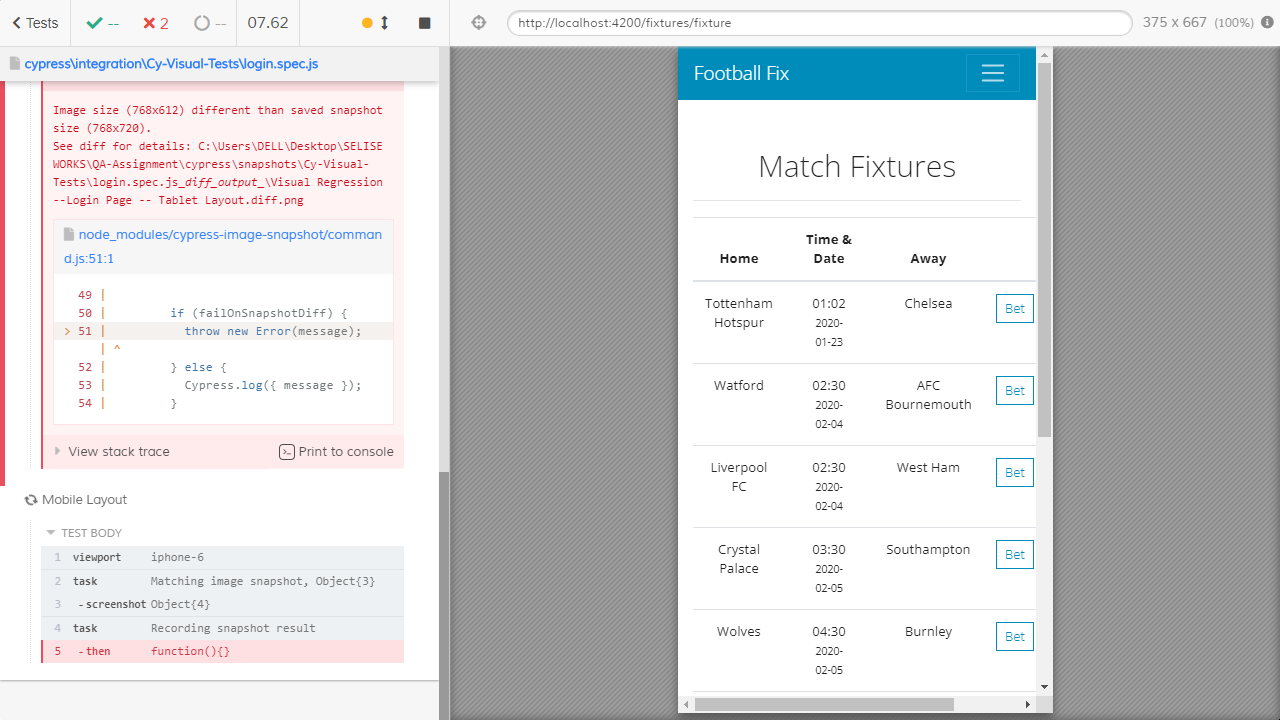 Tests
--
2
--
07.62
http://localhost:4200/fixtures/fixture
375 x 667 (100%)
cypress\integration\Cy-Visual-Tests\login.spec.js
Image size (768x612) different than saved snapshot
size (768x720).
See diff for details: C:\Users\DELL\Desktop\SELISE
WORKS\QA-Assignment\cypress\snapshots\Cy-Visual-
Tests\login.spec.js_diff_output_\Visual Regression
--Login Page -- Tablet Layout.diff.png
node_modules/cypress-image-snapshot/comman
d.js:51:1
49 |
50 | if (failOnSnapshotDiff) {
> 51 | throw new Error(message);
| ^
52 | } else {
53 | Cypress.log({ message });
54 | }
View stack trace
Print to console
Mobile Layout
TEST BODY
1 viewport iphone-6
2 task Matching image snapshot, Object{3}
3 -screenshot Object{4}
4 task Recording snapshot result
5 -then function(){}
Football Fix
Match Fixtures
Home Time & Date Away
Tottenham Hotspur 01:02 2020-01-23 Chelsea Bet
Watford 02:30 2020-02-04 AFC Bournemouth Bet
Liverpool FC 02:30 2020-02-04 West Ham Bet
Crystal Palace 03:30 2020-02-05 Southampton Bet
Wolves 04:30 2020-02-05 Burnley Bet